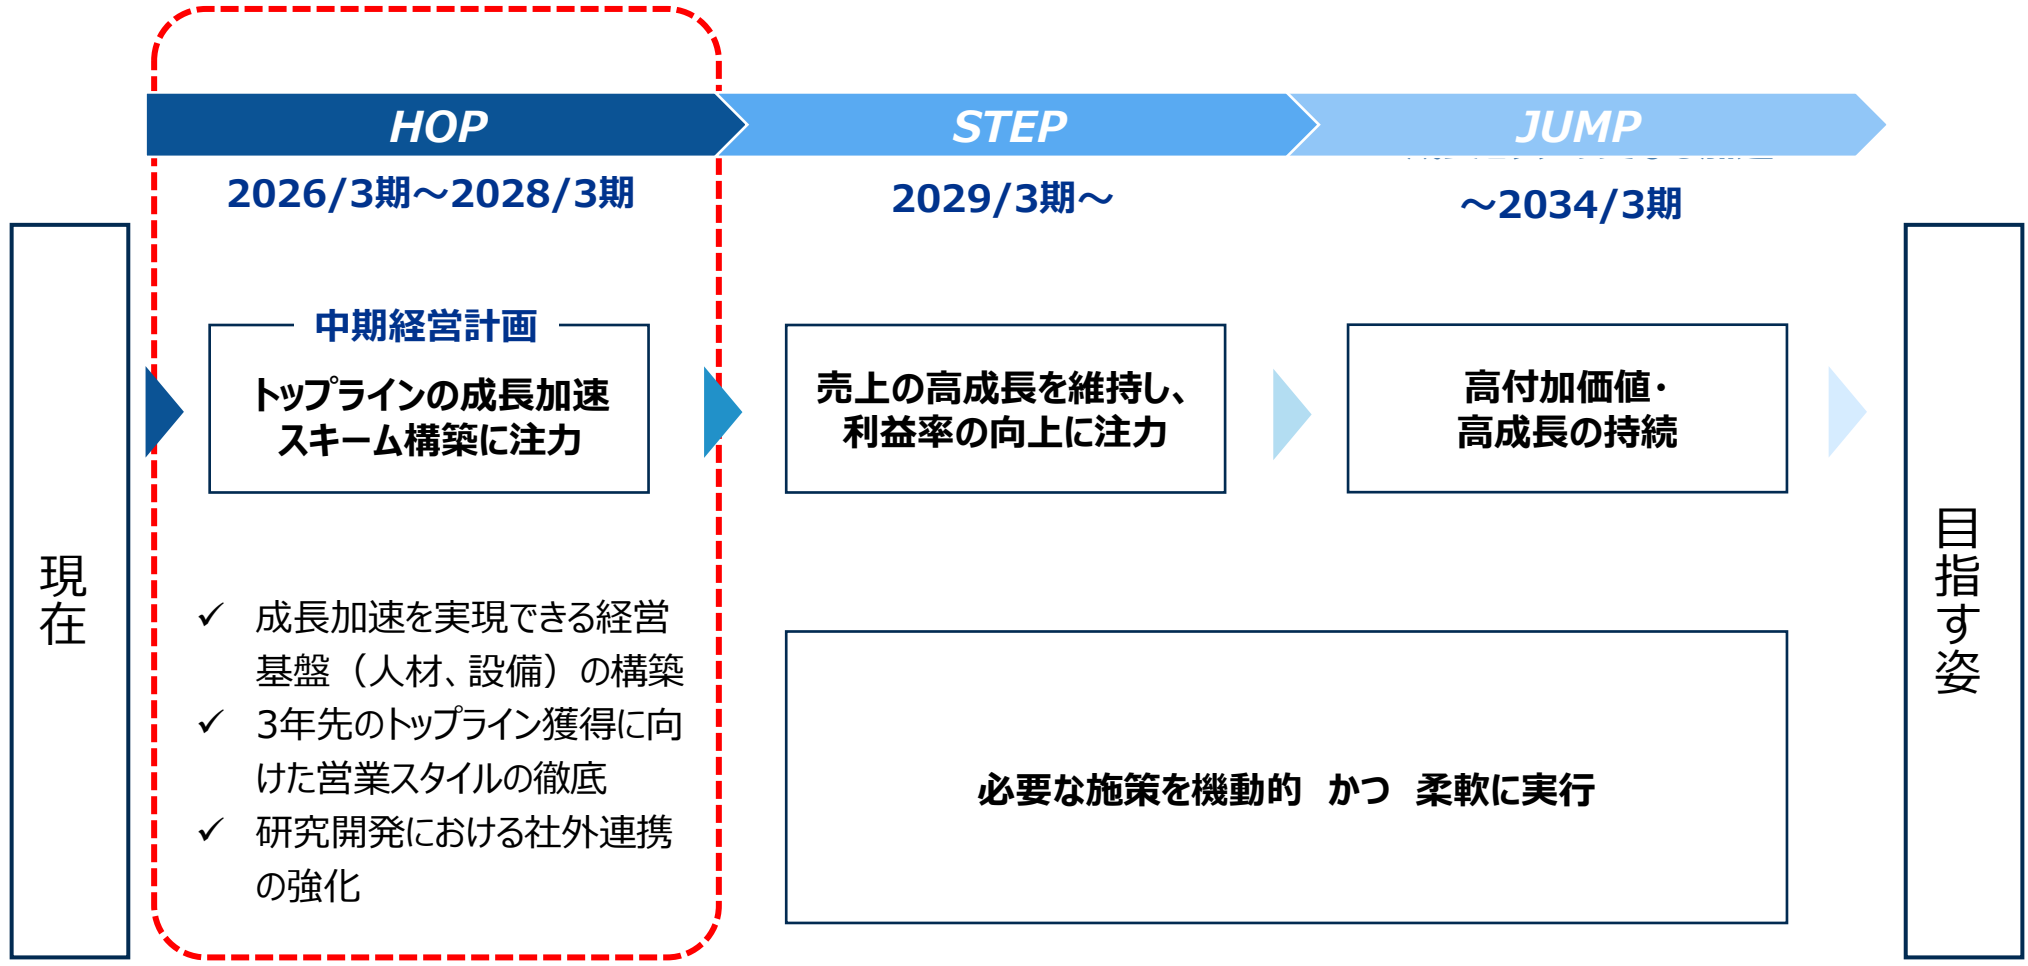 HOP
STEP
JUMP
2026/3期～2028/3期
2029/3期～
～2034/3期
現在
中期経営計画
トップラインの成長加速
スキーム構築に注力
売上の高成長を維持し、
利益率の向上に注力
高付加価値・
高成長の持続
✓ 成長加速を実現できる経営
基盤（人材、設備）の構築
✓ 3年先のトップライン獲得に向
けた営業スタイルの徹底
✓ 研究開発における社外連携
の強化
必要な施策を機動的　かつ　柔軟に実行
目指す姿